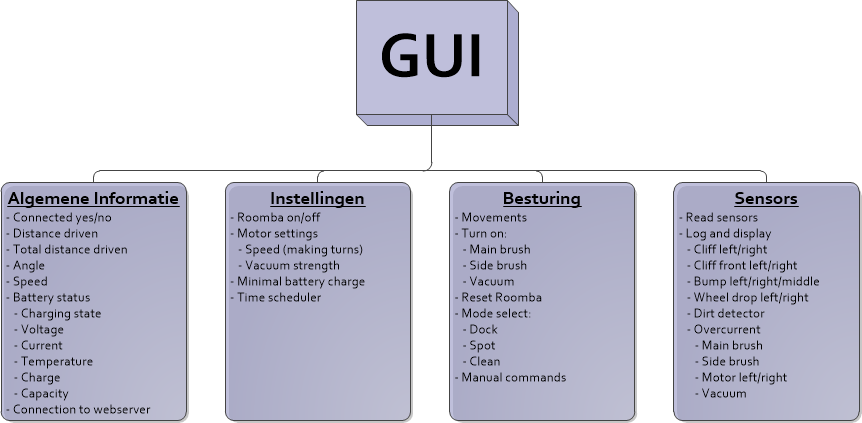 GUI
Algemene Informatie
- Connected yes/no
- Distance driven
- Total distance driven
- Angle
- Speed
- Battery status
- Charging state
- Voltage
- Current
- Temperature
- Charge
- Capacity
- Connection to webserver
Instellingen
- Roomba on/off
- Motor settings
- Speed (making turns)
- Vacuum strength
- Minimal battery charge
- Time scheduler
Besturing
- Movements
- Turn on:
- Main brush
- Side brush
- Vacuum
- Reset Roomba
- Mode select:
- Dock
- Spot
- Clean
- Manual commands
Sensors
- Read sensors
- Log and display
- Cliff left/right
- Cliff front left/right
- Bump left/right/middle
- Wheel drop left/right
- Dirt detector
- Overcurrent
- Main brush
- Side brush
- Motor left/right
- Vacuum